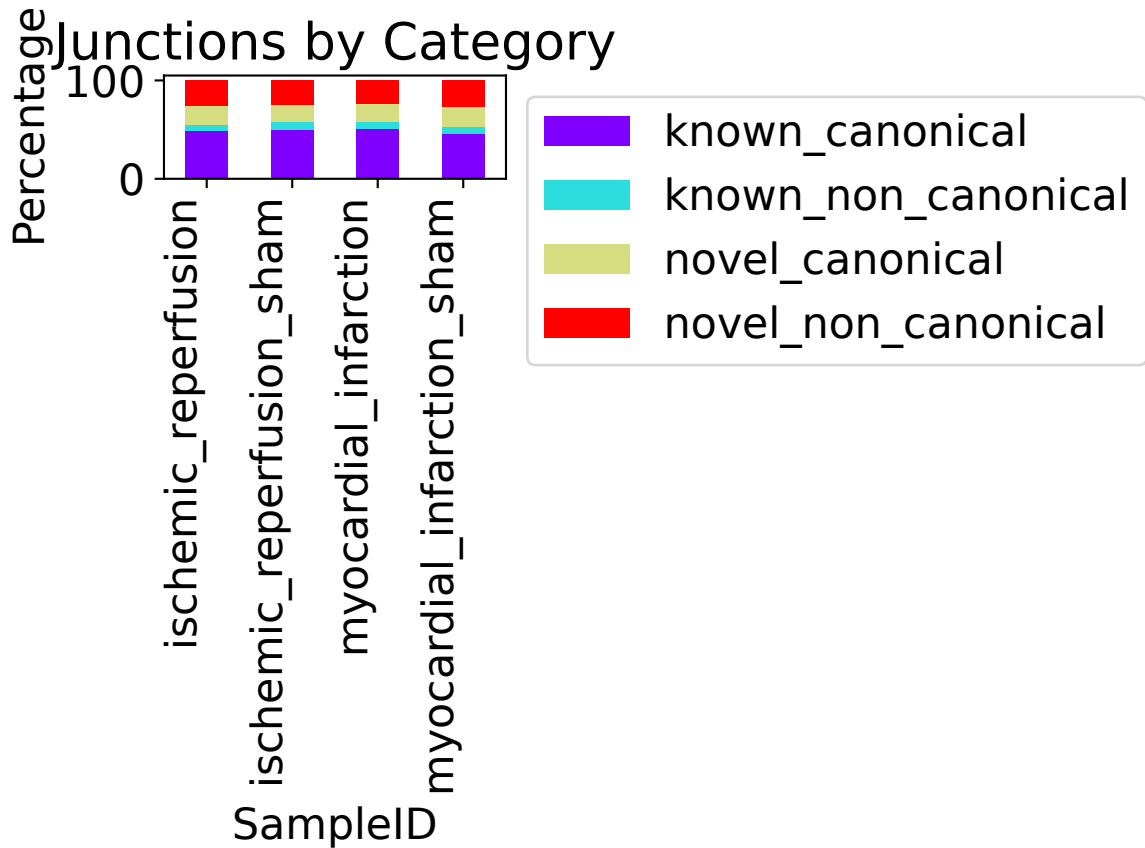 Junctions by Category
Percentage
100
0
known_canonical
known_non_canonical
novel_canonical
novel_non_canonical
ischemic_reperfusion
ischemic_reperfusion_sham
myocardial_infarction
myocardial_infarction_sham
SampleID